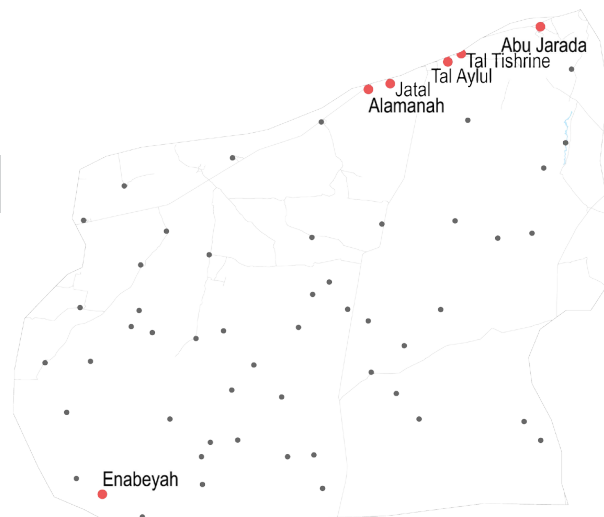 Abu Jarada
Tal Tishrine
Tal Aylul
Jatal
Alamanah
Enabeyah